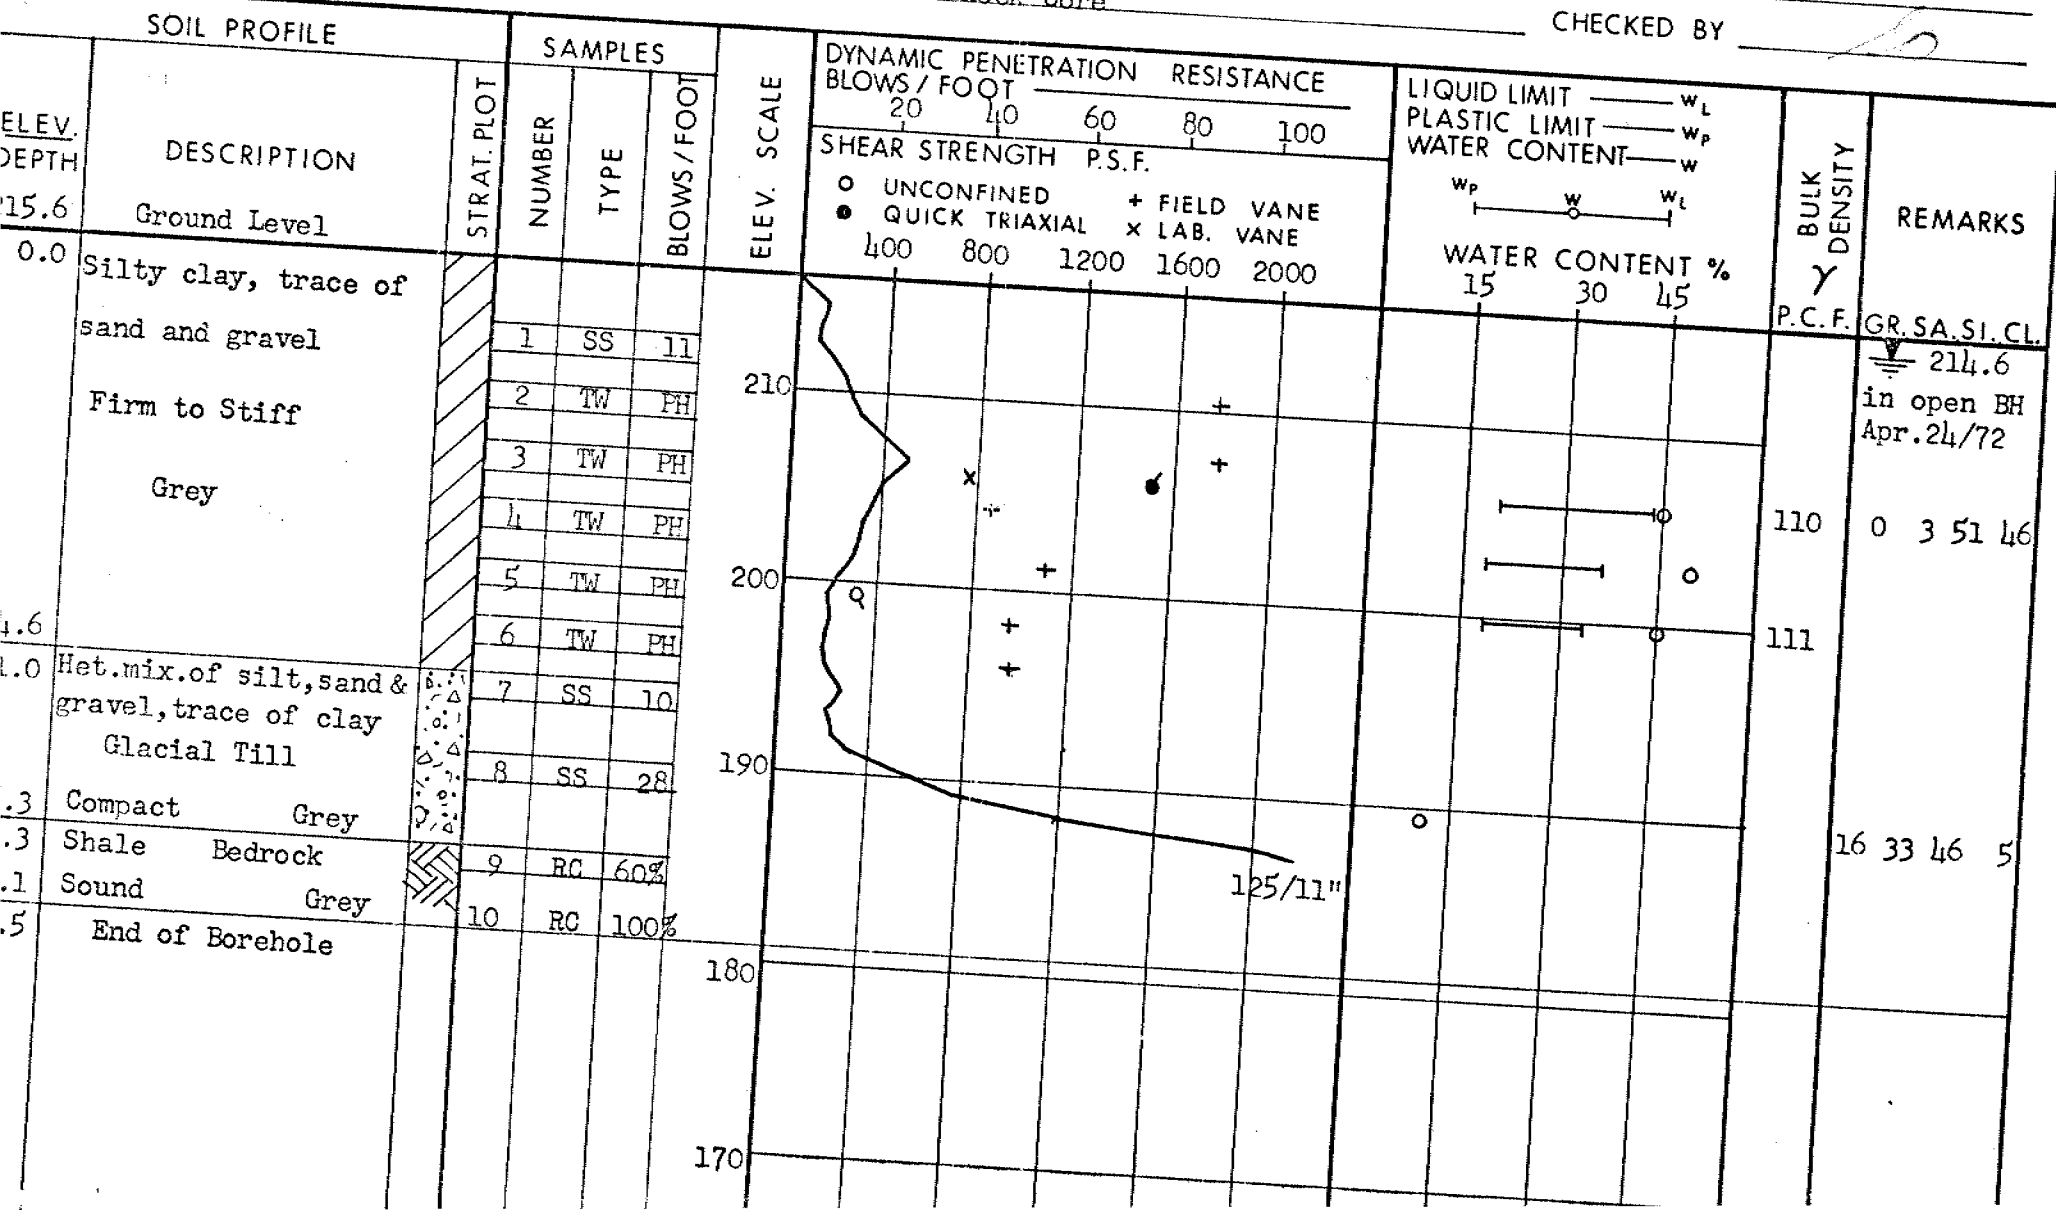 CHECKED BY
SOIL PROFILE
SAMPLES
ELEV.
DEPTH
DESCRIPTION
STRAT. PLOT
NUMBER
TYPE
BLOWS/FOOT
ELEV. SCALE
DYNAMIC PENETRATION RESISTANCE
BLOWS / FOOT
20 40 60 80 100
SHEAR STRENGTH P.S.F.
UNCONFINED + FIELD VANE
QUICK TRIAXIAL x LAB. VANE
400 800 1200 1600 2000
LIQUID LIMIT WL
PLASTIC LIMIT WP
WATER CONTENT W
WP W WL
WATER CONTENT %
15 30 45
BULK DENSITY
γ
P.C.F.
REMARKS
GR. SA. SI. CL.
15.6 Ground Level
0.0 Silty clay, trace of
sand and gravel
Firm to Stiff
Grey
.6
.0 Het.mix.of silt,sand &
gravel,trace of clay
Glacial Till
.3 Compact Grey
.3 Shale Bedrock
.1 Sound Grey
.5 End of Borehole
1 SS 11
2 TW PH
3 TW PH
4 TW PH
5 TW PH
6 TW PH
7 SS 10
8 SS 28
9 RC 60%
10 RC 100%
210
200
190
180
170
125/11"
110
111
214.6
in open BH
Apr.24/72
0 3 51 46
16 33 46 5